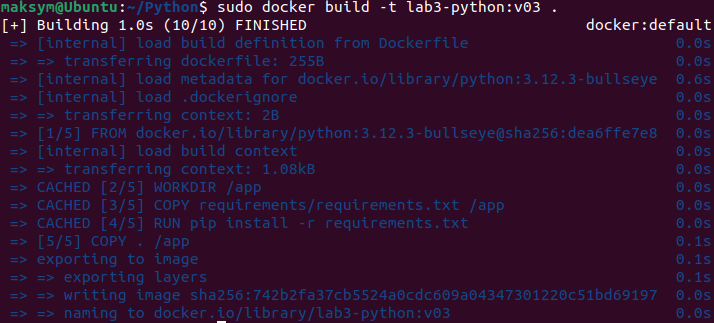 maksym@Ubuntu:~/Python$ sudo docker build -t lab3-python:v03 .
[+] Building 1.0s (10/10) FINISHED docker:default
=> [internal] load build definition from Dockerfile 0.0s
=> => transferring dockerfile: 255B 0.0s
=> [internal] load metadata for docker.io/library/python:3.12.3-bullseye 0.6s
=> [internal] load .dockerignore 0.0s
=> => transferring context: 2B 0.0s
=> [1/5] FROM docker.io/library/python:3.12.3-bullseye@sha256:dea6ffe7e8 0.0s
=> [internal] load build context 0.0s
=> => transferring context: 1.08kB 0.0s
=> CACHED [2/5] WORKDIR /app 0.0s
=> CACHED [3/5] COPY requirements/requirements.txt /app 0.0s
=> CACHED [4/5] RUN pip install -r requirements.txt 0.0s
=> [5/5] COPY . /app 0.1s
=> exporting to image 0.1s
=> => exporting layers 0.1s
=> => writing image sha256:742b2fa37cb5524a0cdc609a04347301220c51bd69197 0.0s
=> => naming to docker.io/library/lab3-python:v03 0.0s